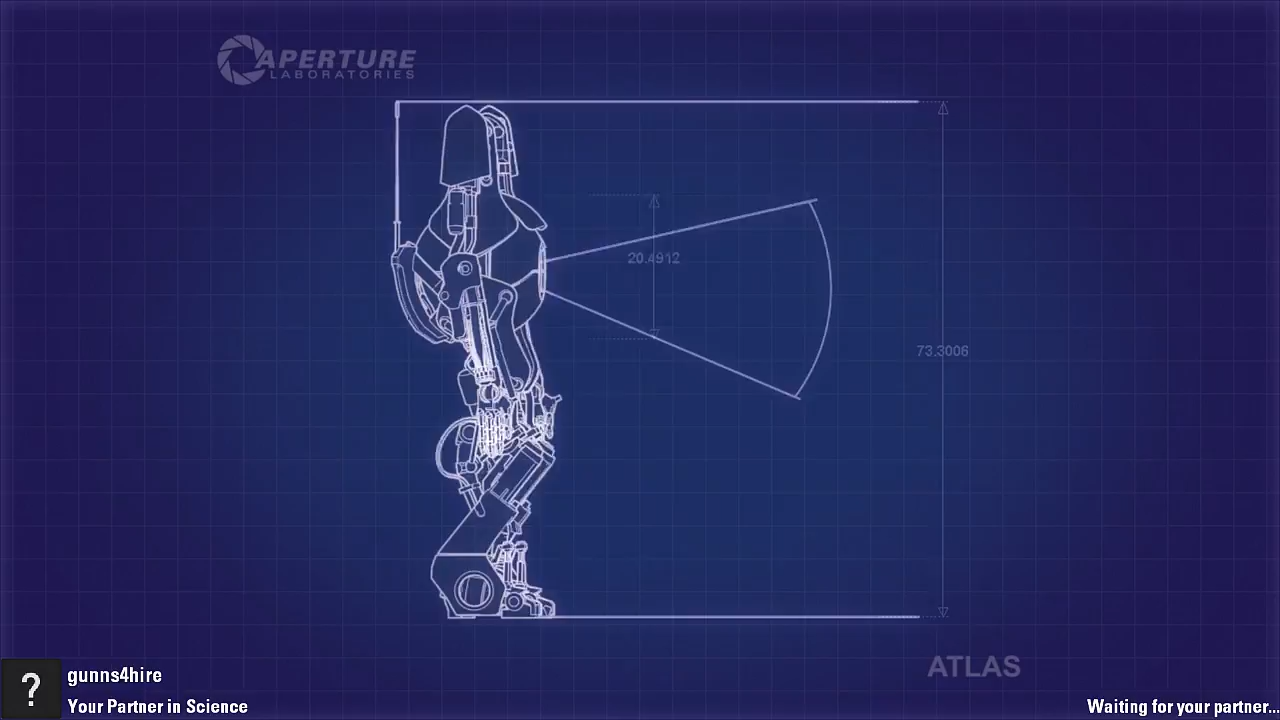 APERTURE
LABORATORIES
20.4912
73.3006
ATLAS
?
gunns4hire
Your Partner in Science
Waiting for your partner...